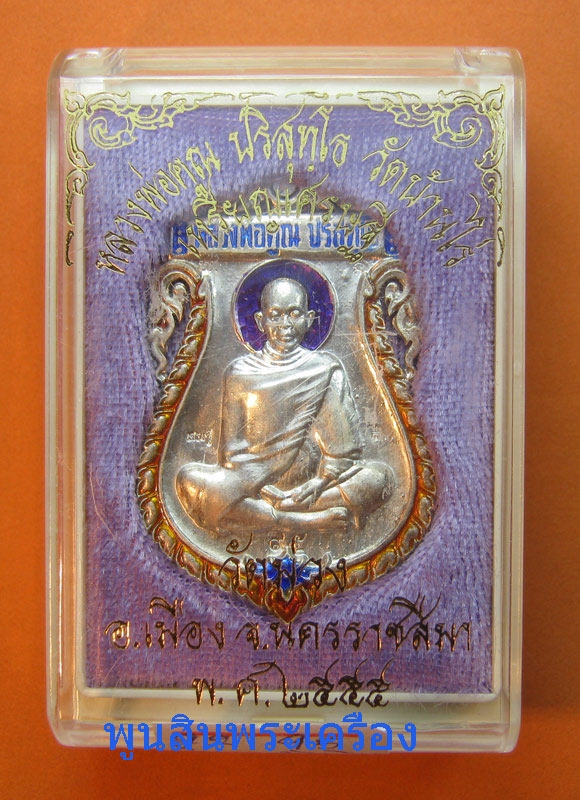 หลวงพ่อคูณ ปริสุทฺโธ วัดบ้านไร่
หลวงพ่อคูณ ปริสุทฺโธ
๘๙
อ.เมือง จ.นครราชสีมา
พ.ศ.๒๕๕๕
พูนสินพระเครื่อง